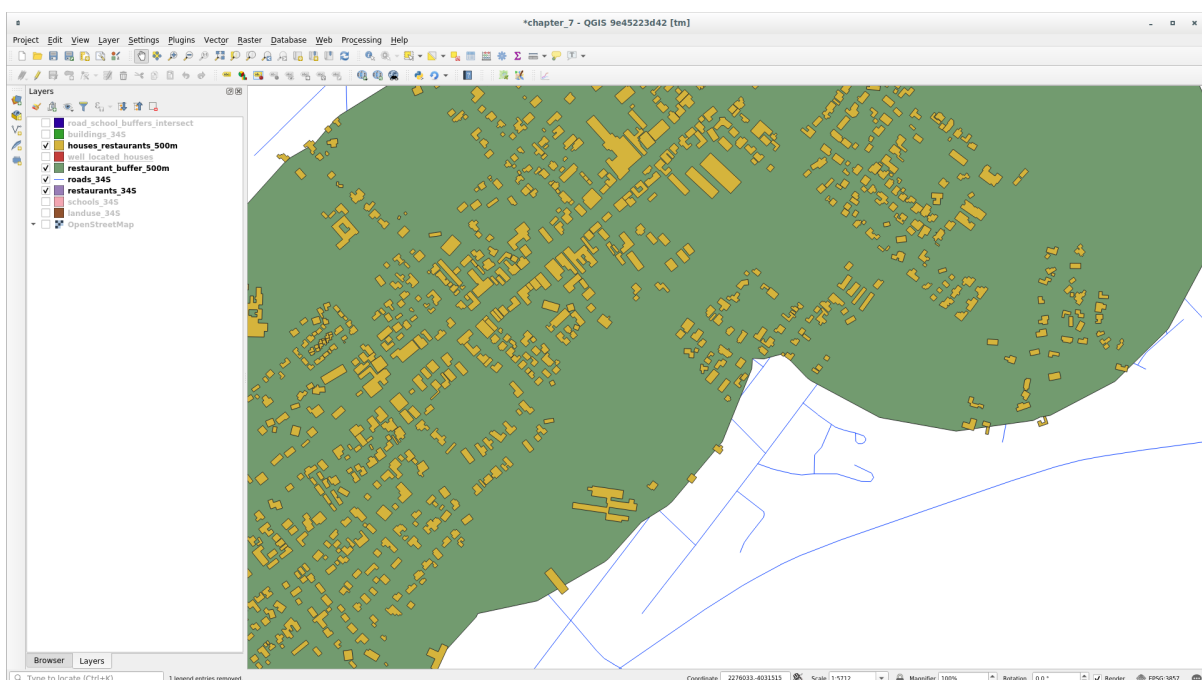 *chapter_7 - QGIS 9e45223d42 [tm]
Project Edit View Layer Settings Plugins Vector Raster Database Web Processing Help
Layers
road_school_buffers_intersect
buildings_34S
houses_restaurants_500m
well_located_houses
restaurant_buffer_500m
roads_34S
restaurants_34S
schools_34S
landuse_34S
OpenStreetMap
Browser Layers
Type to locate (Ctrl+K) 1 legend entries removed Coordinate 2276033,-4031515 Scale 1:5712 Magnifier 100% Rotation 0.0 ° Render EPSG:3857